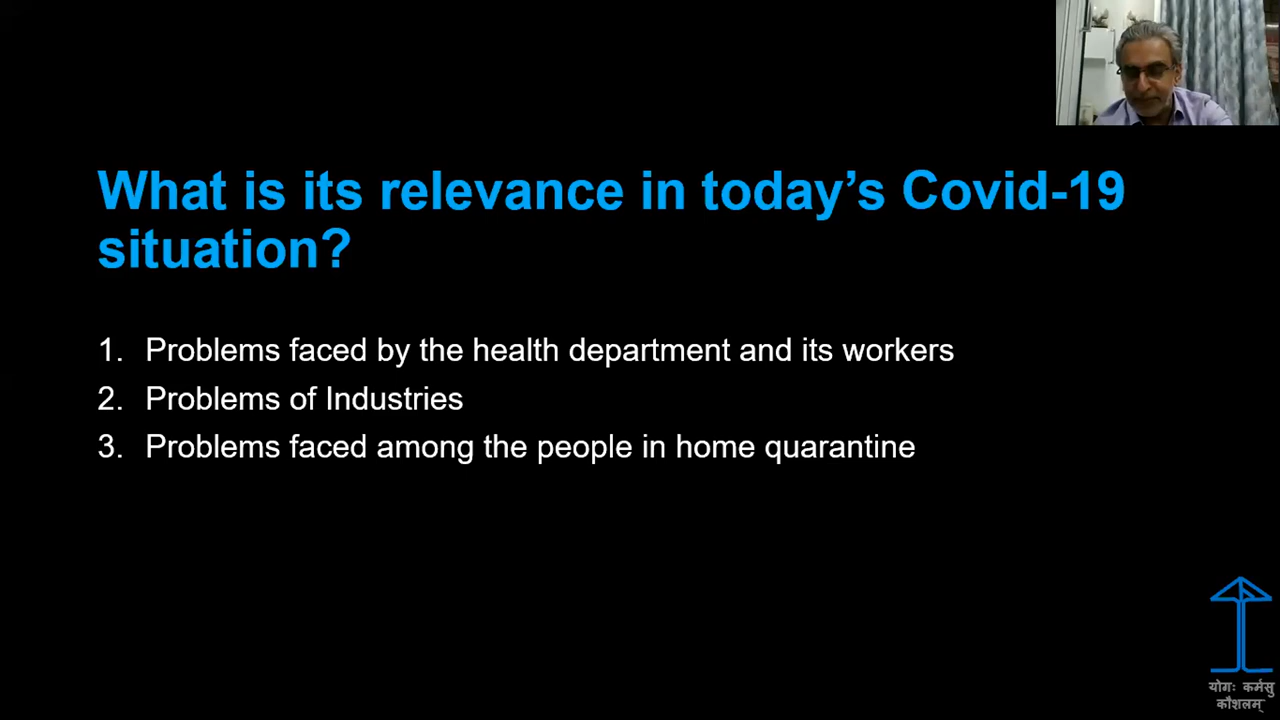 What is its relevance in today’s Covid-19
situation?
1. Problems faced by the health department and its workers
2. Problems of Industries
3. Problems faced among the people in home quarantine
योगः कर्मसु
कौशलम्